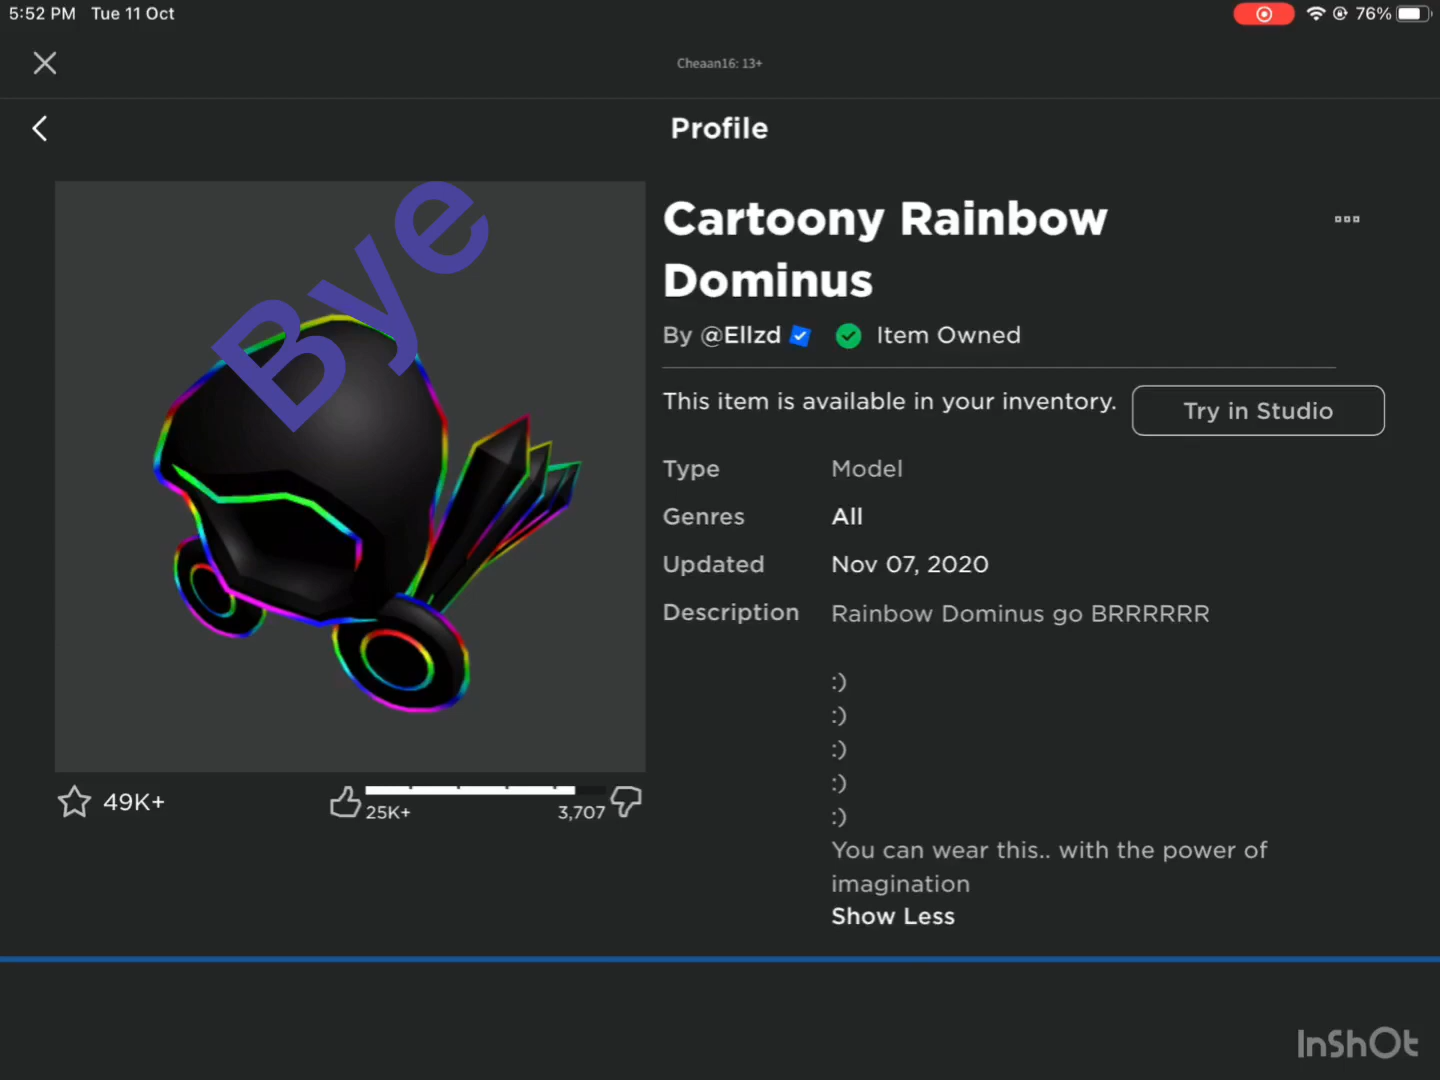 5:52 PM Tue 11 Oct
76%
Cheaan16: 13+
Profile
Bye
Cartoony Rainbow
Dominus
By @Ellzd Item Owned
This item is available in your inventory.
Try in Studio
Type Model
Genres All
Updated Nov 07, 2020
Description Rainbow Dominus go BRRRRRR
:)
:)
:)
:)
:)
You can wear this.. with the power of
imagination
Show Less
49K+
25K+
3,707
InShOt